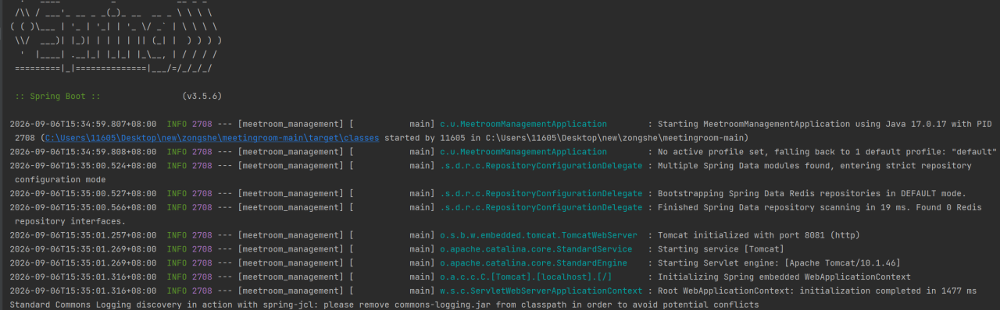 /\\ / ___'_ __ _ _(_)_ __  __ _ \ \ \ \
( ( )\___ | '_ | '_| | '_ \/ _` | \ \ \ \
 \\/  ___)| |_)| | | | | || (_| |  ) ) ) )
  '  |____| .__|_| |_|_| |_\__, | / / / /
 =========|_|==============|___/=/_/_/_/
 :: Spring Boot ::                (v3.5.6)
2026-09-06T15:34:59.807+08:00  INFO 2708 --- [meetroom_management] [           main] c.u.MeetroomManagementApplication        : Starting MeetroomManagementApplication using Java 17.0.17 with PID
 2708 (C:\Users\11605\Desktop\new\zongshe\meetingroom-main\target\classes started by 11605 in C:\Users\11605\Desktop\new\zongshe\meetingroom-main)
2026-09-06T15:34:59.808+08:00  INFO 2708 --- [meetroom_management] [           main] c.u.MeetroomManagementApplication        : No active profile set, falling back to 1 default profile: "default"
2026-09-06T15:35:00.524+08:00  INFO 2708 --- [meetroom_management] [           main] .s.d.r.c.RepositoryConfigurationDelegate : Multiple Spring Data modules found, entering strict repository
 configuration mode
2026-09-06T15:35:00.527+08:00  INFO 2708 --- [meetroom_management] [           main] .s.d.r.c.RepositoryConfigurationDelegate : Bootstrapping Spring Data Redis repositories in DEFAULT mode.
2026-09-06T15:35:00.566+08:00  INFO 2708 --- [meetroom_management] [           main] .s.d.r.c.RepositoryConfigurationDelegate : Finished Spring Data repository scanning in 19 ms. Found 0 Redis
 repository interfaces.
2026-09-06T15:35:01.257+08:00  INFO 2708 --- [meetroom_management] [           main] o.s.b.w.embedded.tomcat.TomcatWebServer  : Tomcat initialized with port 8081 (http)
2026-09-06T15:35:01.269+08:00  INFO 2708 --- [meetroom_management] [           main] o.apache.catalina.core.StandardService   : Starting service [Tomcat]
2026-09-06T15:35:01.269+08:00  INFO 2708 --- [meetroom_management] [           main] o.apache.catalina.core.StandardEngine    : Starting Servlet engine: [Apache Tomcat/10.1.46]
2026-09-06T15:35:01.316+08:00  INFO 2708 --- [meetroom_management] [           main] o.a.c.c.C.[Tomcat].[localhost].[/]       : Initializing Spring embedded WebApplicationContext
2026-09-06T15:35:01.316+08:00  INFO 2708 --- [meetroom_management] [           main] w.s.c.ServletWebServerApplicationContext : Root WebApplicationContext: initialization completed in 1477 ms
Standard Commons Logging discovery in action with spring-jcl: please remove commons-logging.jar from classpath in order to avoid potential conflicts